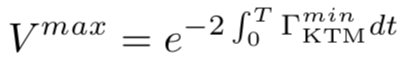 $V^{max} = e^{-2 \int_0^T \Gamma_{\mathrm{KTM}}^{min} dt}$